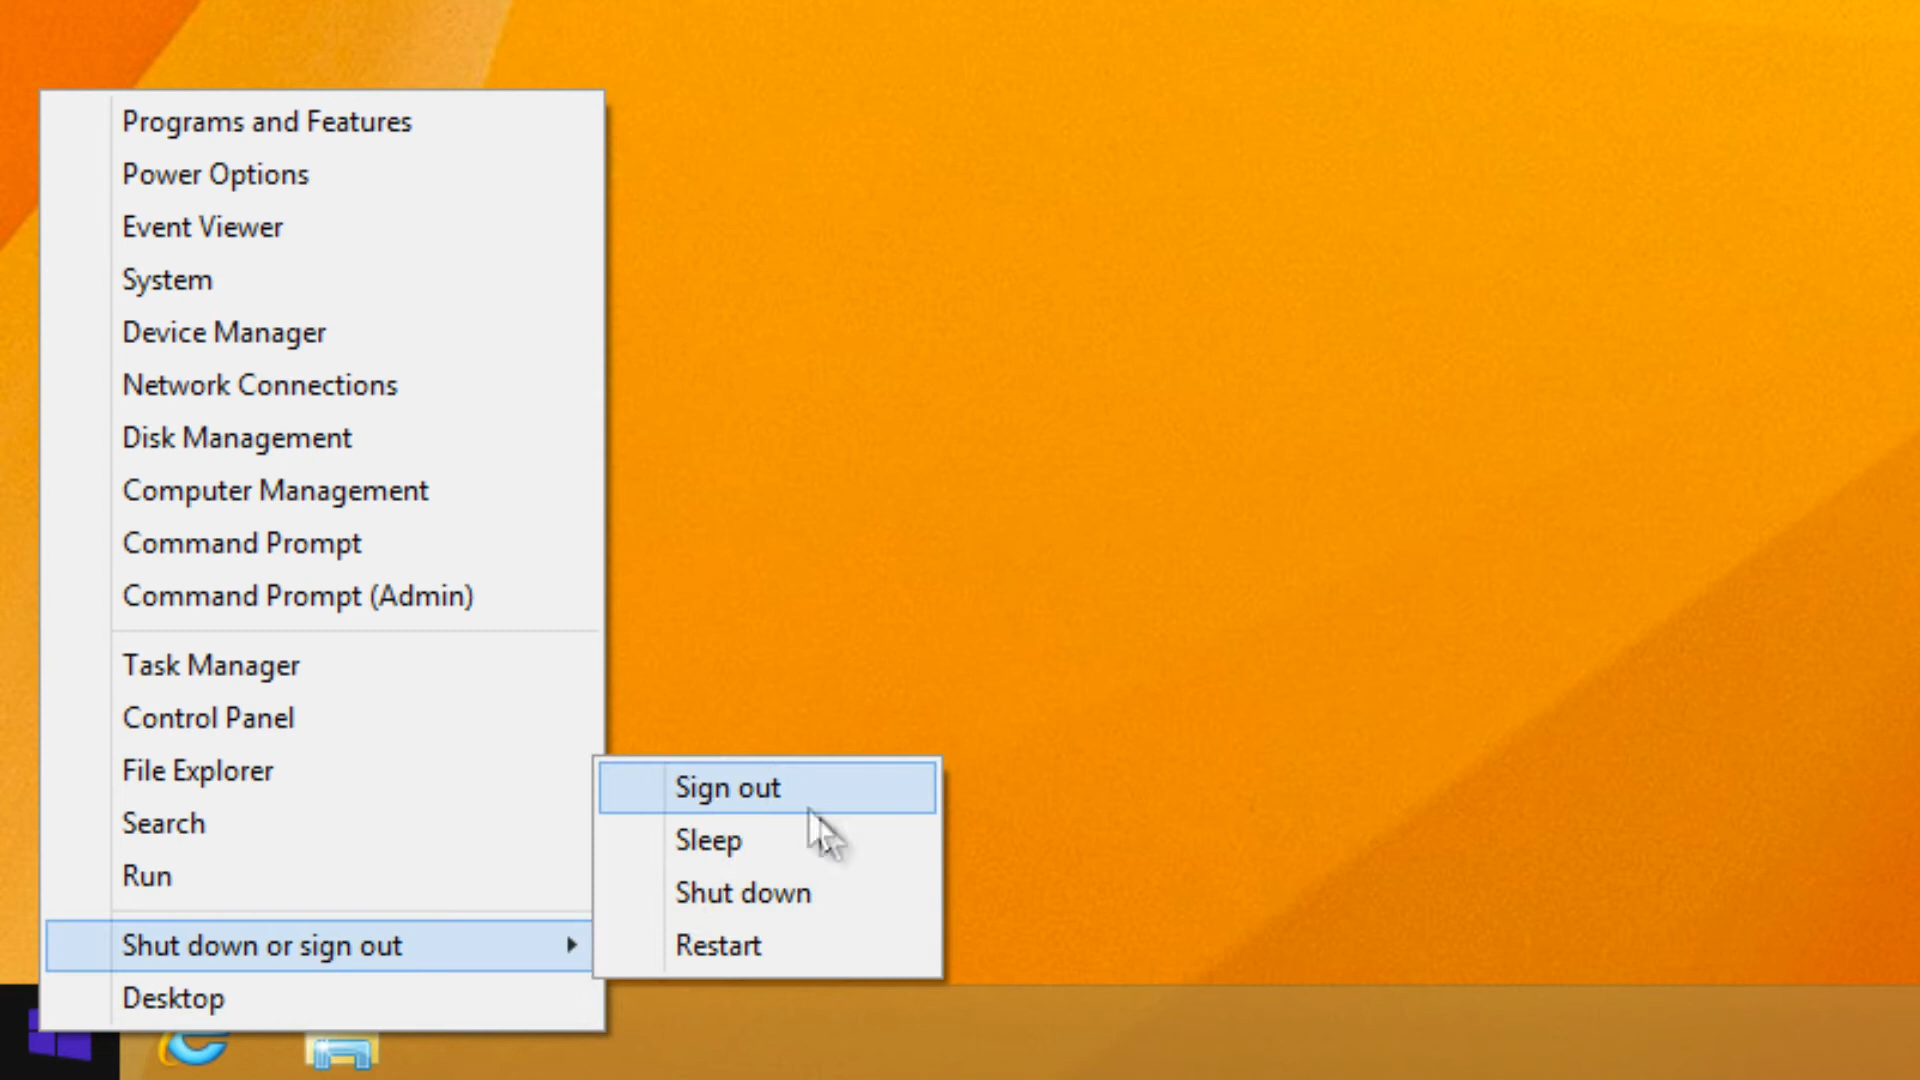 Programs and Features
Power Options
Event Viewer
System
Device Manager
Network Connections
Disk Management
Computer Management
Command Prompt
Command Prompt (Admin)
Task Manager
Control Panel
File Explorer
Search
Run
Shut down or sign out
Desktop
Sign out
Sleep
Shut down
Restart